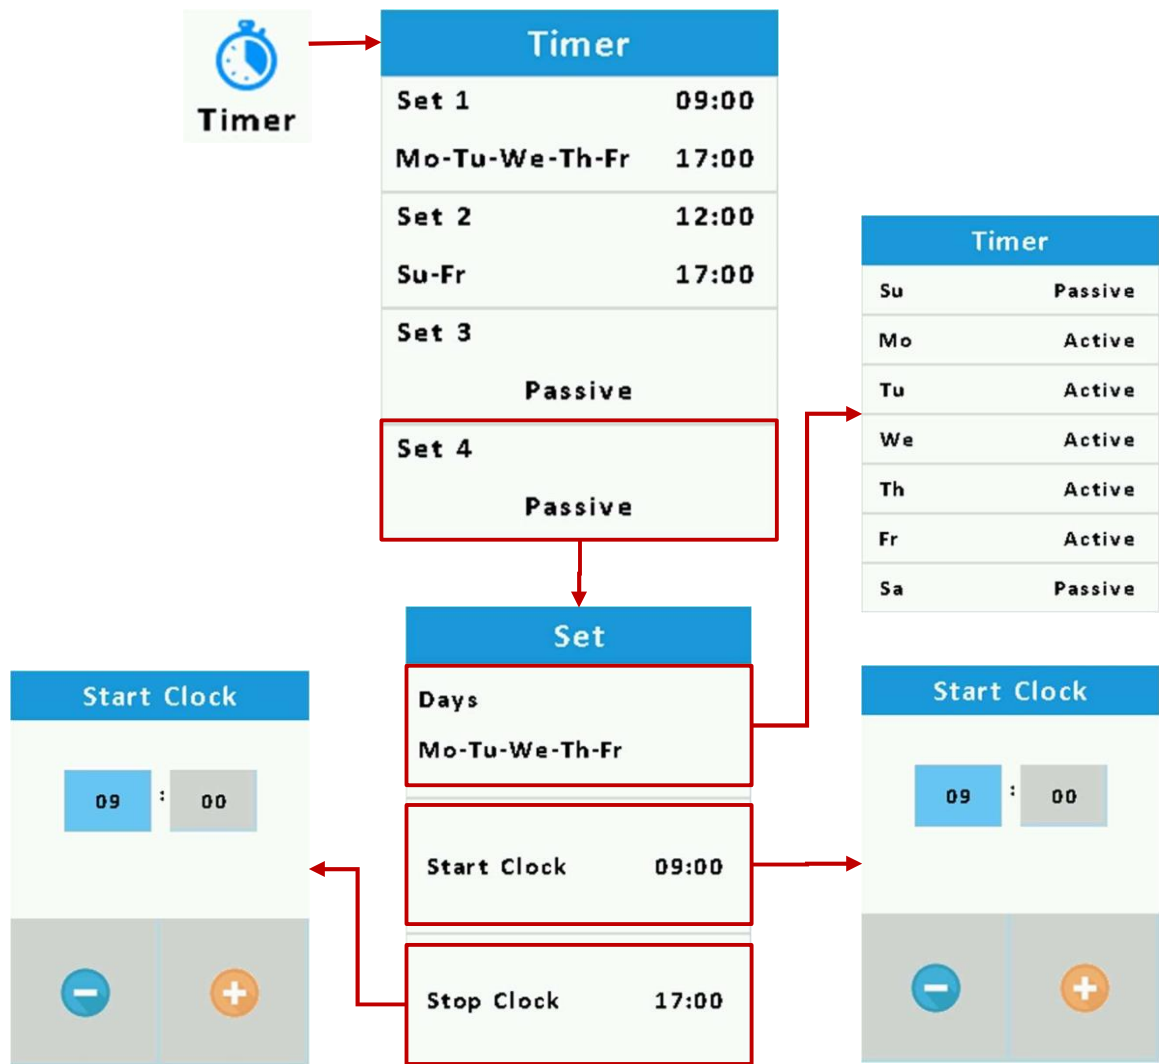 Timer
Timer
Set 1 09:00
Mo-Tu-We-Th-Fr 17:00
Set 2 12:00
Su-Fr 17:00
Set 3
Passive
Set 4
Passive
Timer
Su Passive
Mo Active
Tu Active
We Active
Th Active
Fr Active
Sa Passive
Set
Days
Mo-Tu-We-Th-Fr
Start Clock 09:00
Stop Clock 17:00
Start Clock
09 : 00
Start Clock
09 : 00